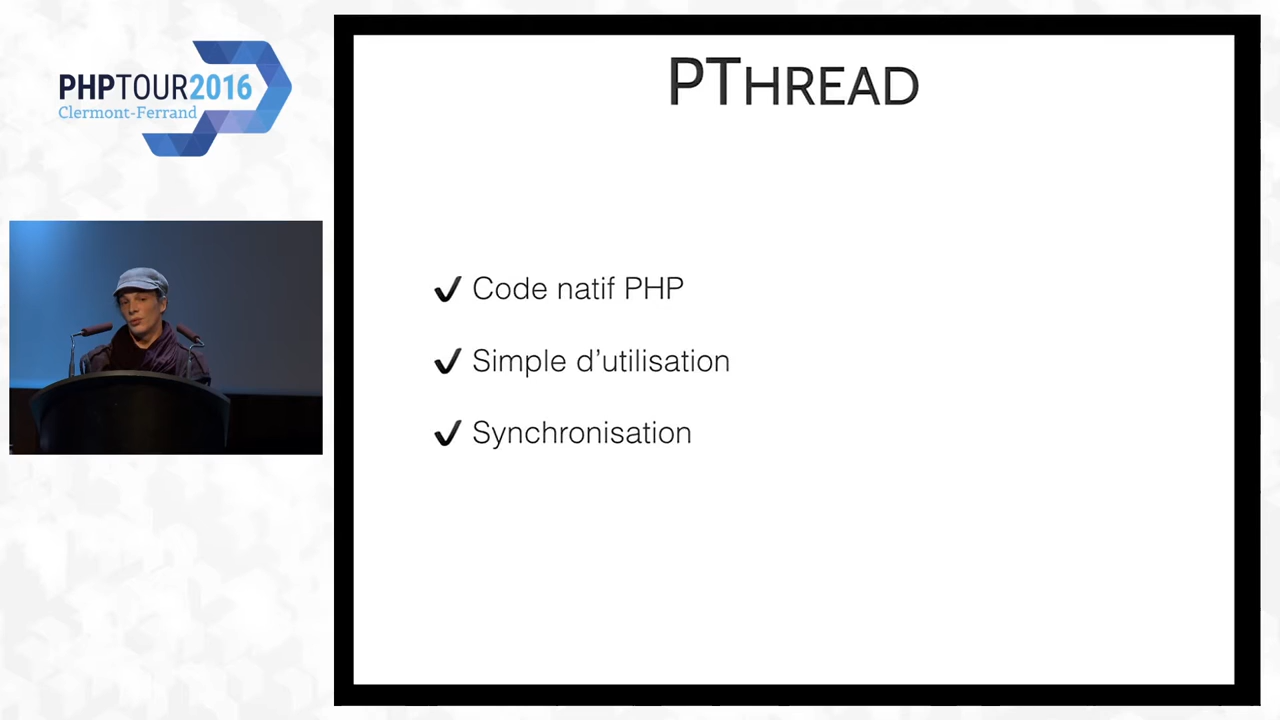 PHPTOUR2016
Clermont-Ferrand
PTHREAD
✔ Code natif PHP
✔ Simple d’utilisation
✔ Synchronisation